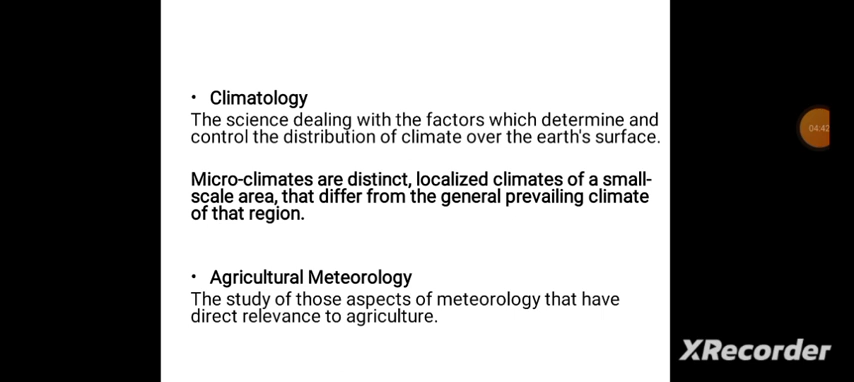 • Climatology
The science dealing with the factors which determine and
control the distribution of climate over the earth's surface.
Micro-climates are distinct, localized climates of a small-
scale area, that differ from the general prevailing climate
of that region.
• Agricultural Meteorology
The study of those aspects of meteorology that have
direct relevance to agriculture.
04:42
XRecorder